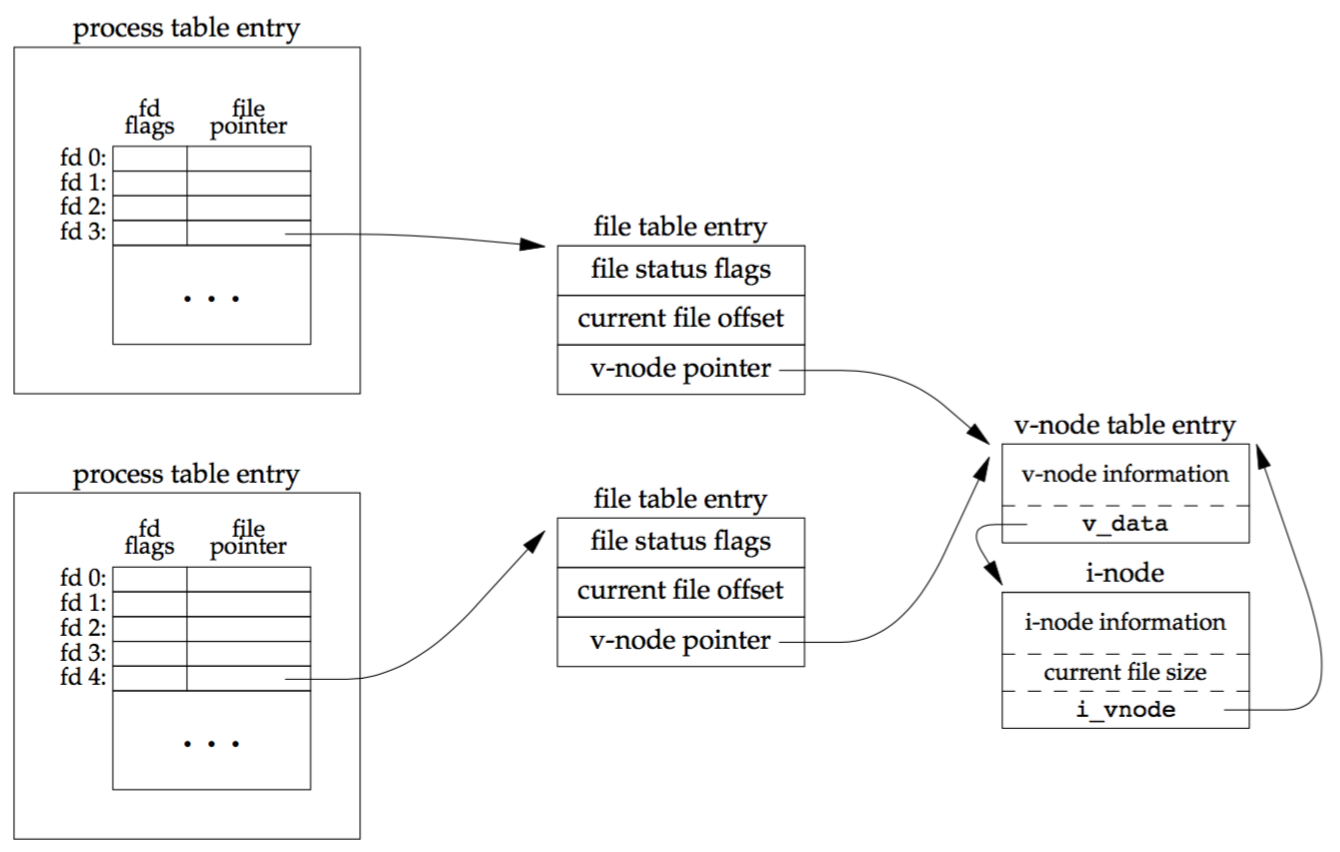 process table entry
fd flags
file pointer
fd 0:
fd 1:
fd 2:
fd 3:
. . .
file table entry
file status flags
current file offset
v-node pointer
process table entry
fd flags
file pointer
fd 0:
fd 1:
fd 2:
fd 3:
fd 4:
. . .
file table entry
file status flags
current file offset
v-node pointer
v-node table entry
v-node information
v_data
i-node
i-node information
current file size
i_vnode